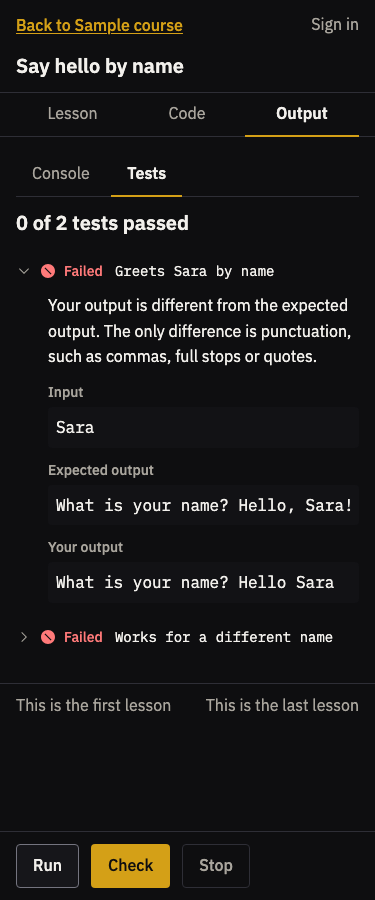 Back to Sample course
Sign in
Say hello by name
Lesson
Code
Output
Console
Tests
0 of 2 tests passed
Failed Greets Sara by name
Your output is different from the expected
output. The only difference is punctuation,
such as commas, full stops or quotes.
Input
Sara
Expected output
What is your name? Hello, Sara!
Your output
What is your name? Hello Sara
Failed Works for a different name
This is the first lesson
This is the last lesson
Run
Check
Stop